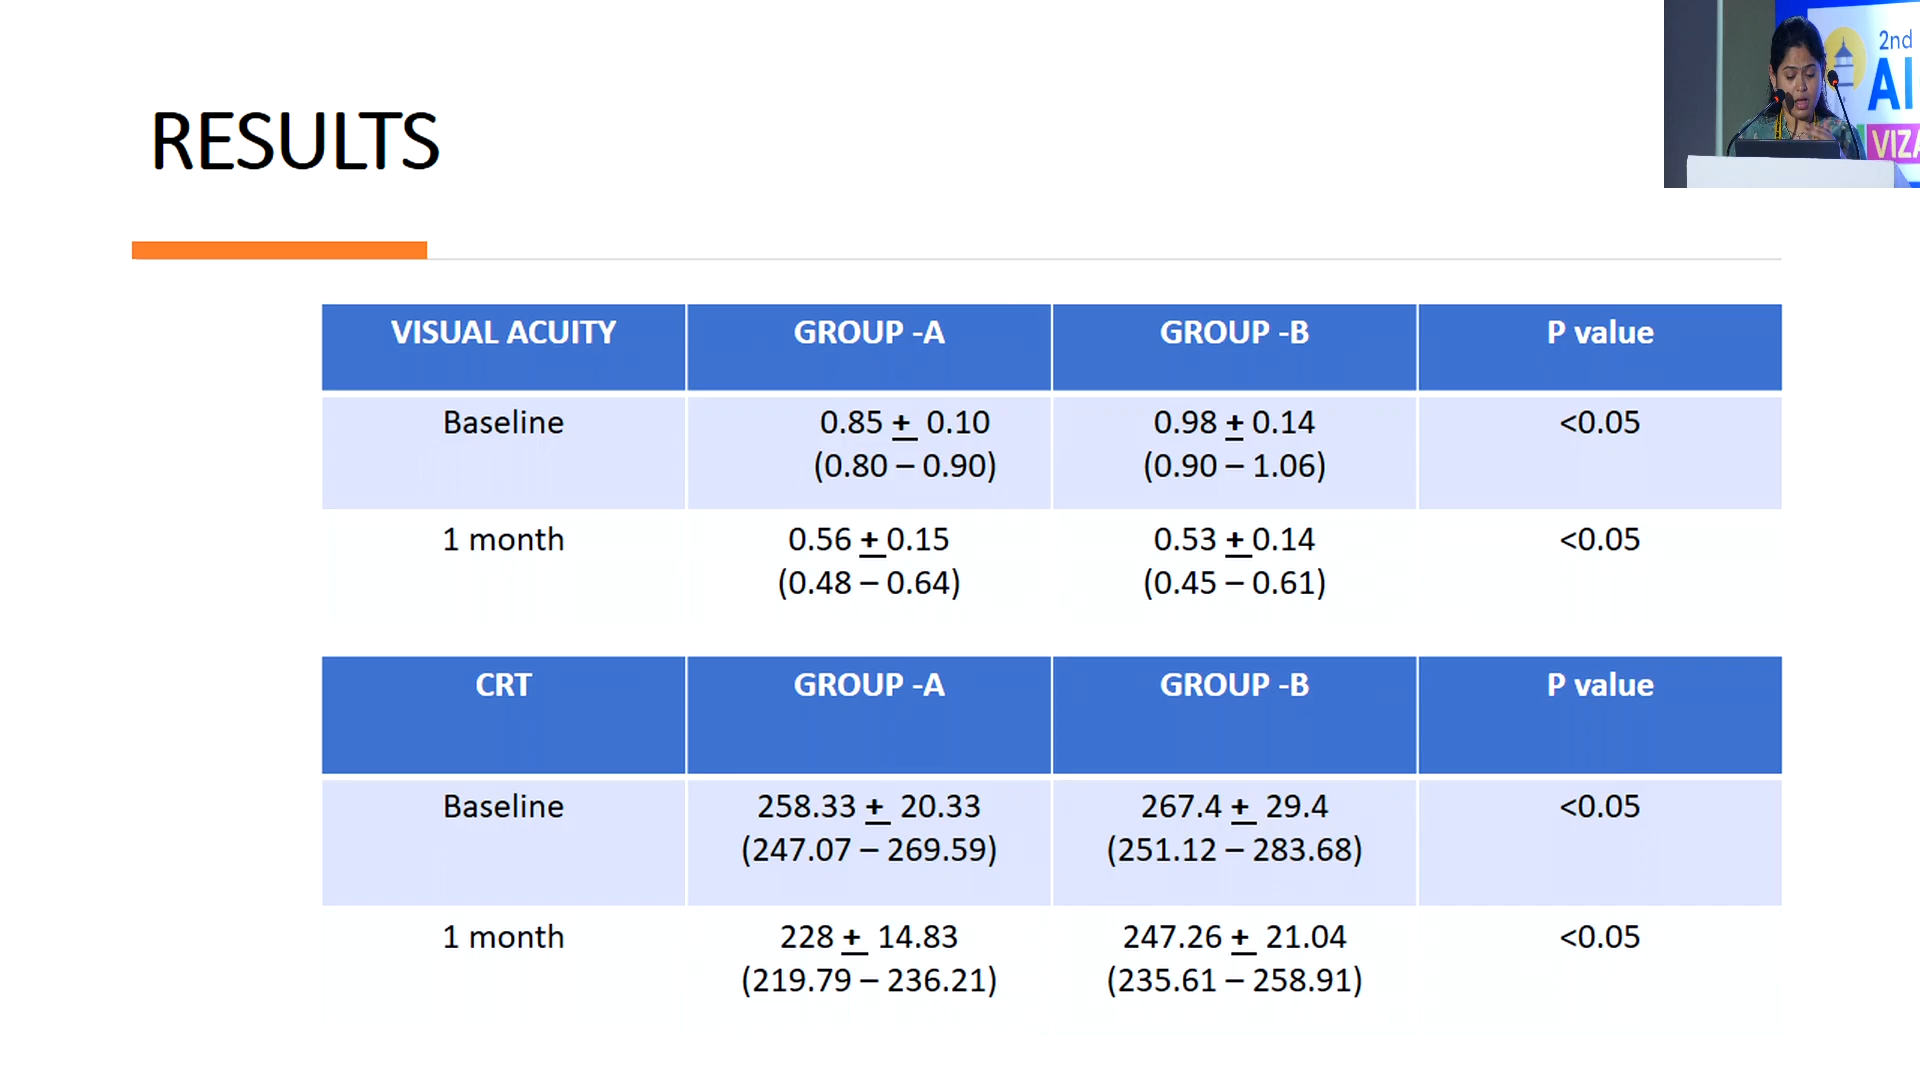 2nd
AI
VIZA
RESULTS
VISUAL ACUITY GROUP -A GROUP -B P value
Baseline 0.85 ± 0.10 0.98 ± 0.14 <0.05
(0.80 – 0.90) (0.90 – 1.06)
1 month 0.56 ± 0.15 0.53 ± 0.14 <0.05
(0.48 – 0.64) (0.45 – 0.61)
CRT GROUP -A GROUP -B P value
Baseline 258.33 ± 20.33 267.4 ± 29.4 <0.05
(247.07 – 269.59) (251.12 – 283.68)
1 month 228 ± 14.83 247.26 ± 21.04 <0.05
(219.79 – 236.21) (235.61 – 258.91)